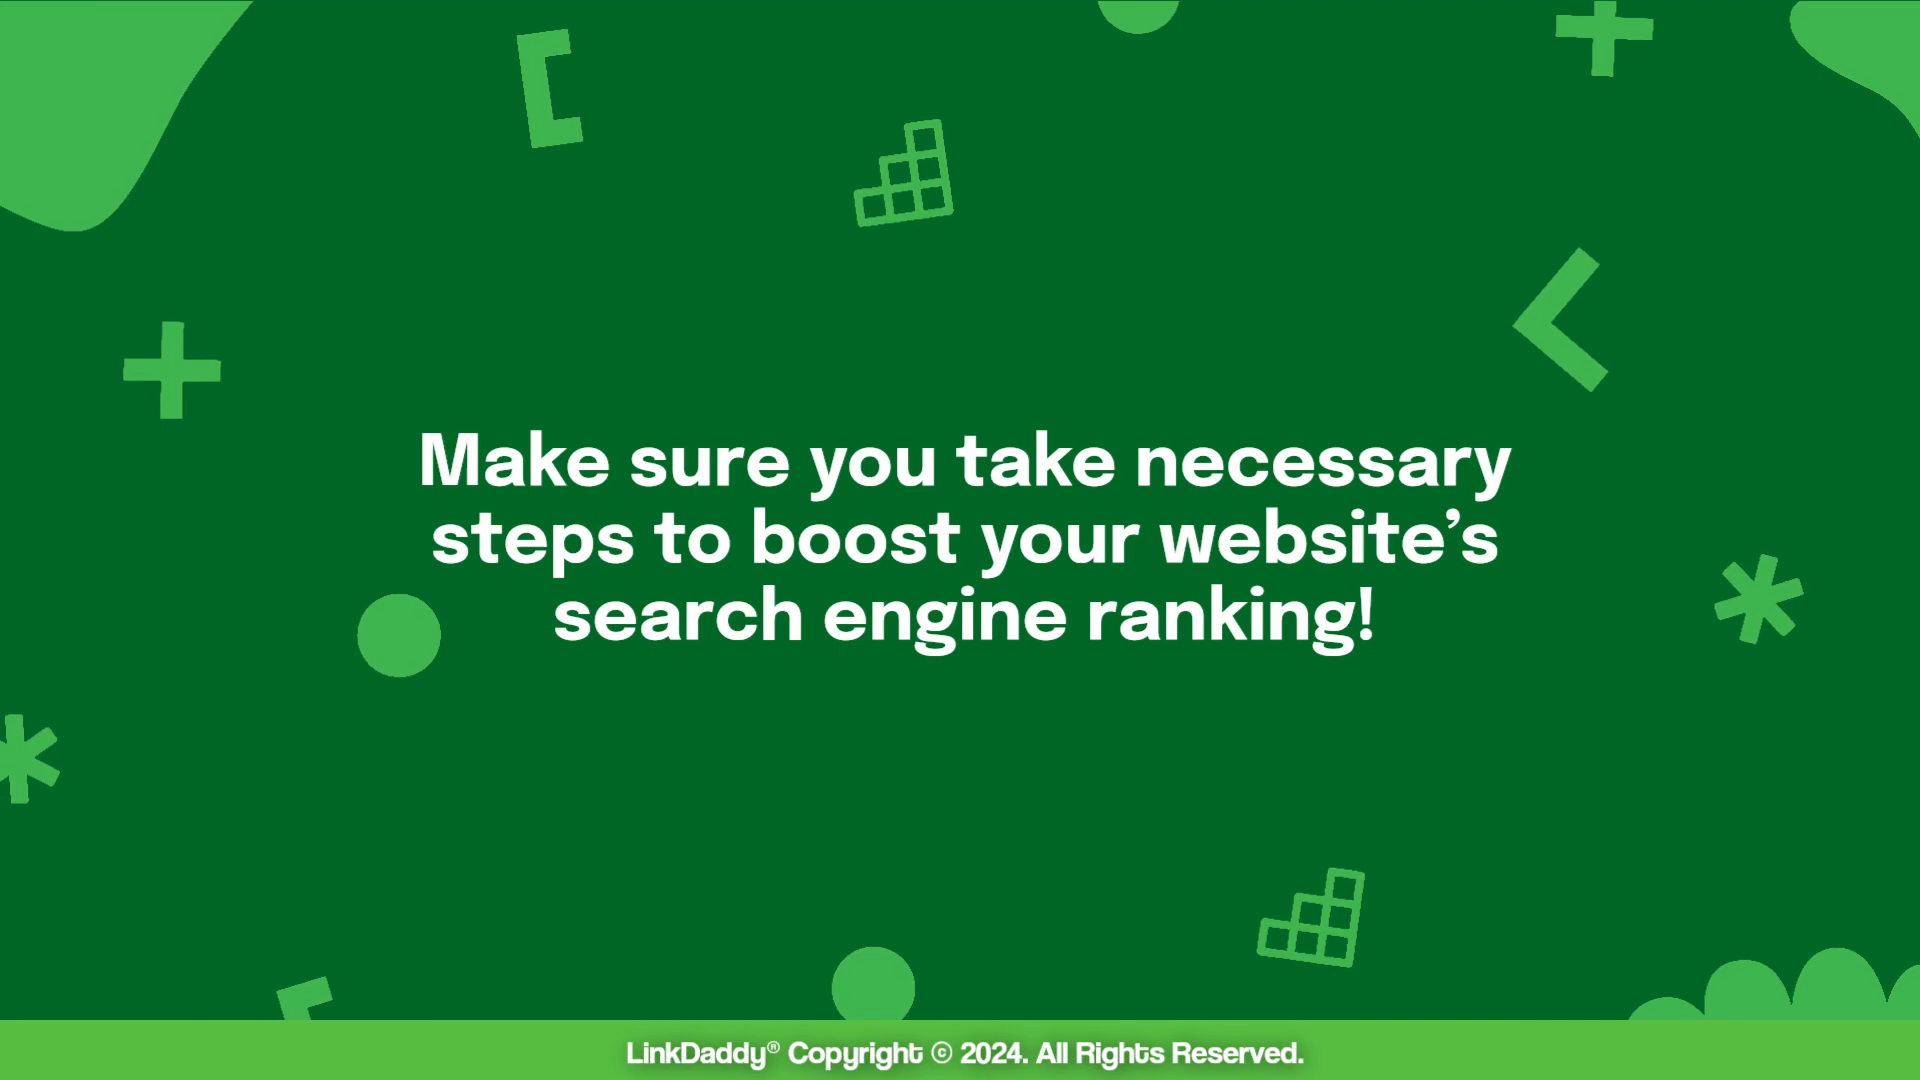 Make sure you take necessary
steps to boost your website’s
search engine ranking!
LinkDaddy® Copyright © 2024. All Rights Reserved.